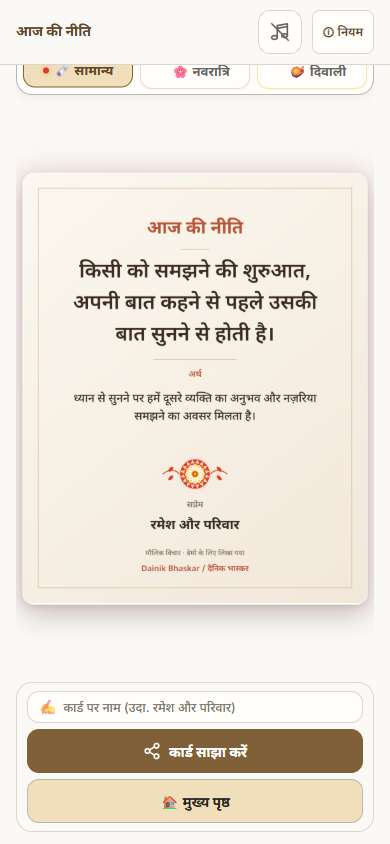 आज की नीति
नियम
सामान्य
नवरात्रि
दिवाली
आज की नीति
किसी को समझने की शुरुआत,
अपनी बात कहने से पहले उसकी
बात सुनने से होती है।
अर्थ
ध्यान से सुनने पर हमें दूसरे व्यक्ति का अनुभव और नज़रिया
समझने का अवसर मिलता है।
सप्रेम
रमेश और परिवार
मौलिक विचार · डेमो के लिए लिखा गया
Dainik Bhaskar / दैनिक भास्कर
कार्ड पर नाम (उदा. रमेश और परिवार)
कार्ड साझा करें
मुख्य पृष्ठ